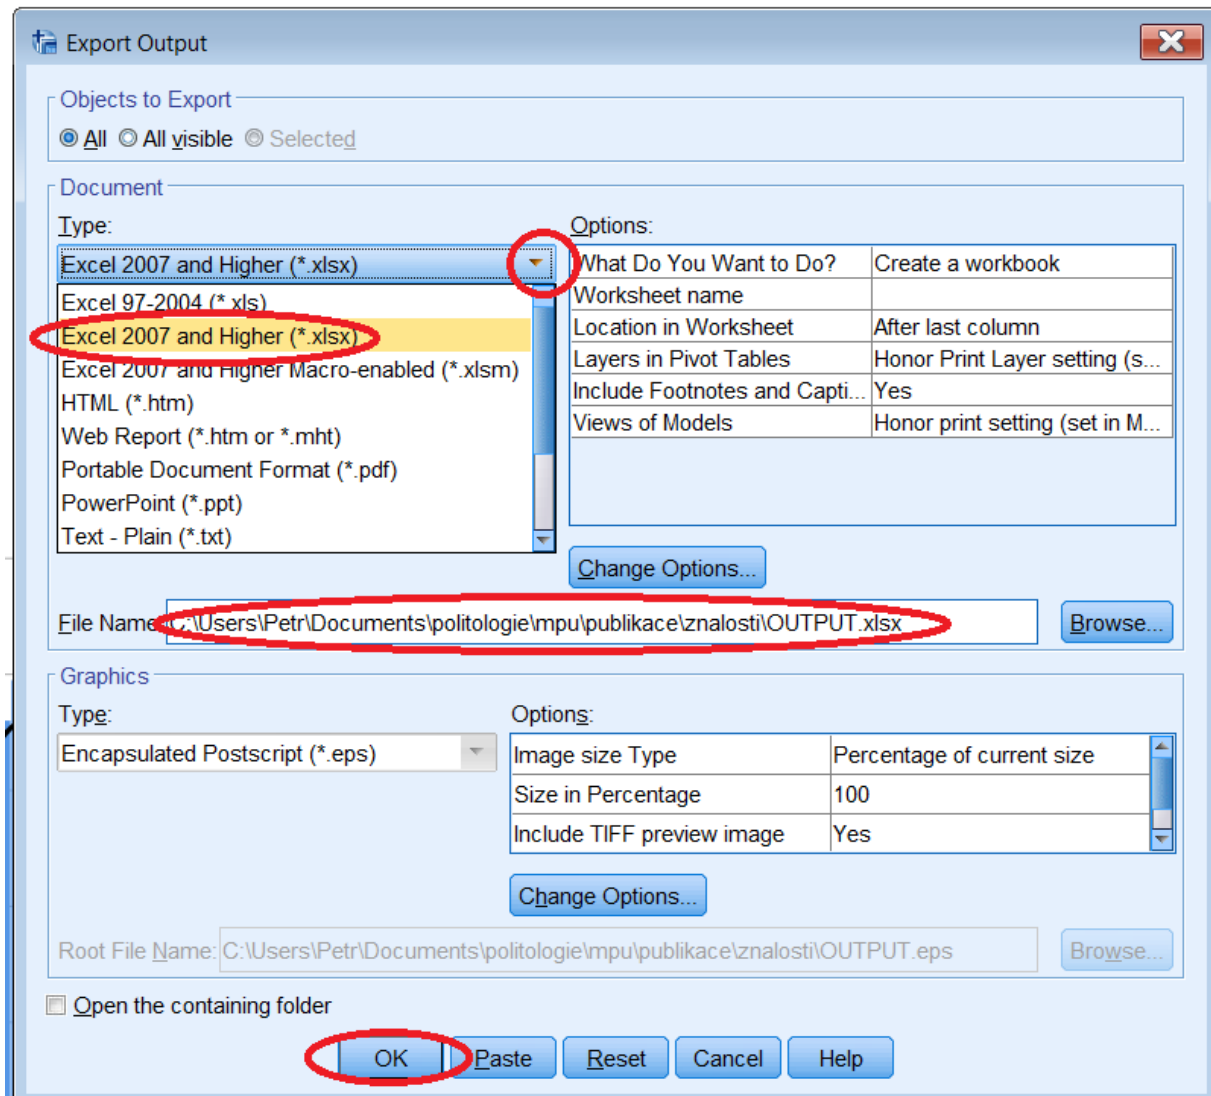 Export Output
Objects to Export
All All visible Selected
Document
Type:
Excel 2007 and Higher (*.xlsx)
Excel 97-2004 (*.xls)
Excel 2007 and Higher (*.xlsx)
Excel 2007 and Higher Macro-enabled (*.xlsm)
HTML (*.htm)
Web Report (*.htm or *.mht)
Portable Document Format (*.pdf)
PowerPoint (*.ppt)
Text - Plain (*.txt)
Options:
What Do You Want to Do? Create a workbook
Worksheet name
Location in Worksheet After last column
Layers in Pivot Tables Honor Print Layer setting (s...
Include Footnotes and Capti... Yes
Views of Models Honor print setting (set in M...
Change Options...
File Name: C:\Users\Petr\Documents\politologie\mpu\publikace\znalosti\OUTPUT.xlsx Browse...
Graphics
Type:
Encapsulated Postscript (*.eps)
Options:
Image size Type Percentage of current size
Size in Percentage 100
Include TIFF preview image Yes
Change Options...
Root File Name: C:\Users\Petr\Documents\politologie\mpu\publikace\znalosti\OUTPUT.eps Browse...
Open the containing folder
OK Paste Reset Cancel Help